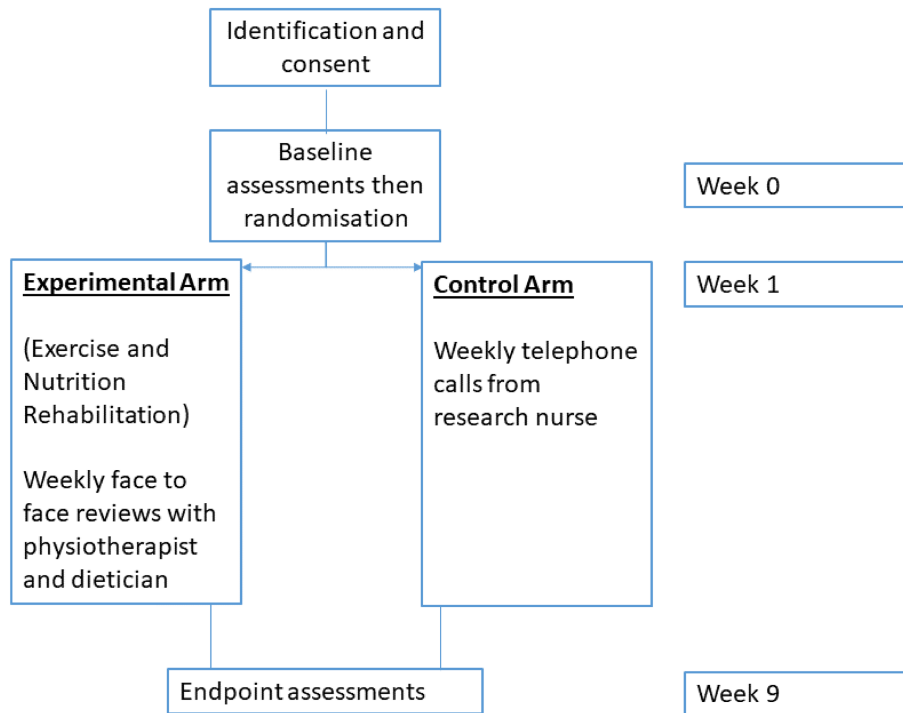 Identification and
consent
Baseline
assessments then
randomisation
Week 0
Experimental Arm
(Exercise and
Nutrition
Rehabilitation)
Weekly face to
face reviews with
physiotherapist
and dietician
Control Arm
Weekly telephone
calls from
research nurse
Week 1
Endpoint assessments
Week 9